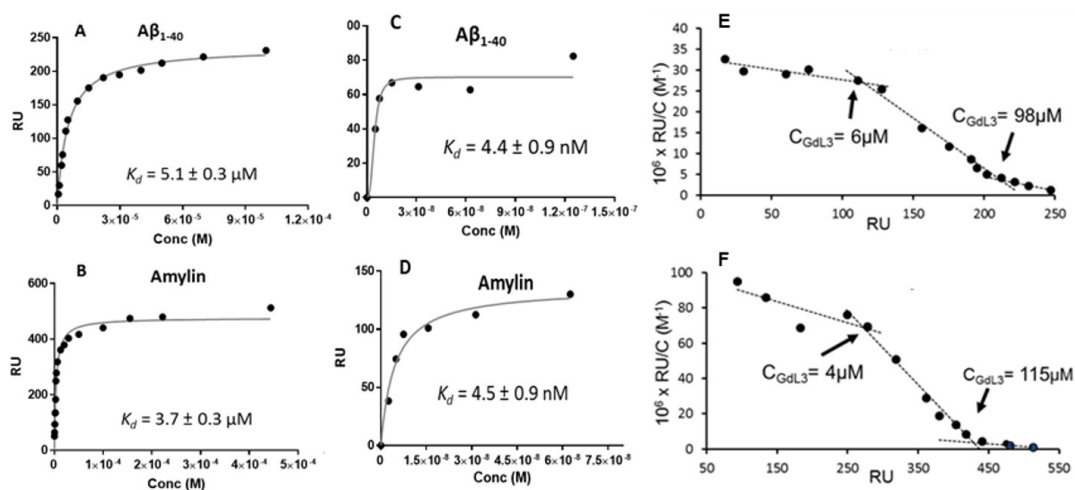 A
Aβ1-40
250
200
150
100
50
0
RU
Kd = 5.1 ± 0.3 µM
0
3×10-5
6×10-5
9×10-5
1.2×10-4
Conc (M)
C
Aβ1-40
00
80
60
40
20
0
RU
Kd = 4.4 ± 0.9 nM
0
3×10-8
6×10-8
9×10-8
1.2×10-7
1.5×10-7
Conc (M)
E
40
35
30
25
20
15
10
5
0
10⁶ x RU/C (M⁻¹)
CGdL3= 6µM
CGdL3= 98µM
0
50
100
150
200
250
RU
B
Amylin
600
400
200
0
RU
Kd = 3.7 ± 0.3 µM
0
1×10-4
2×10-4
3×10-4
4×10-4
5×10-4
Conc (M)
D
Amylin
150
100
50
0
RU
Kd = 4.5 ± 0.9 nM
0
1.5×10-8
3×10-8
4.5×10-8
6×10-8
7.5×10-8
Conc (M)
F
100
80
60
40
20
0
10⁶ x RU/C (M⁻¹)
CGdL3= 4µM
CGdL3= 115µM
50
150
250
350
450
550
RU